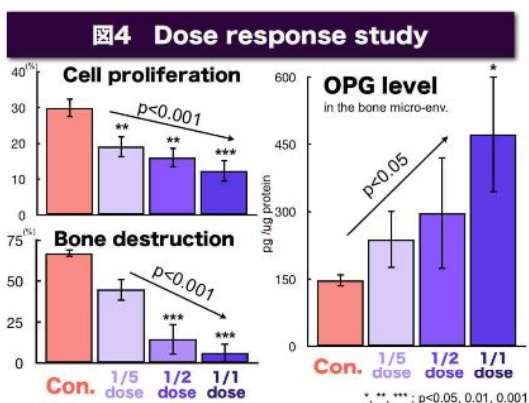 図4 Dose response study
(%)
Cell proliferation
40
30
20
10
0
p<0.001
**
**
***
(%)
Bone destruction
75
50
25
0
p<0.001
***
***
Con.
1/5 dose
1/2 dose
1/1 dose
OPG level
in the bone micro-env.
pg /ug protein
600
450
300
150
0
p<0.05
*
1/5 dose
1/2 dose
1/1 dose
Con.
*, **, *** : p<0.05, 0.01, 0.001